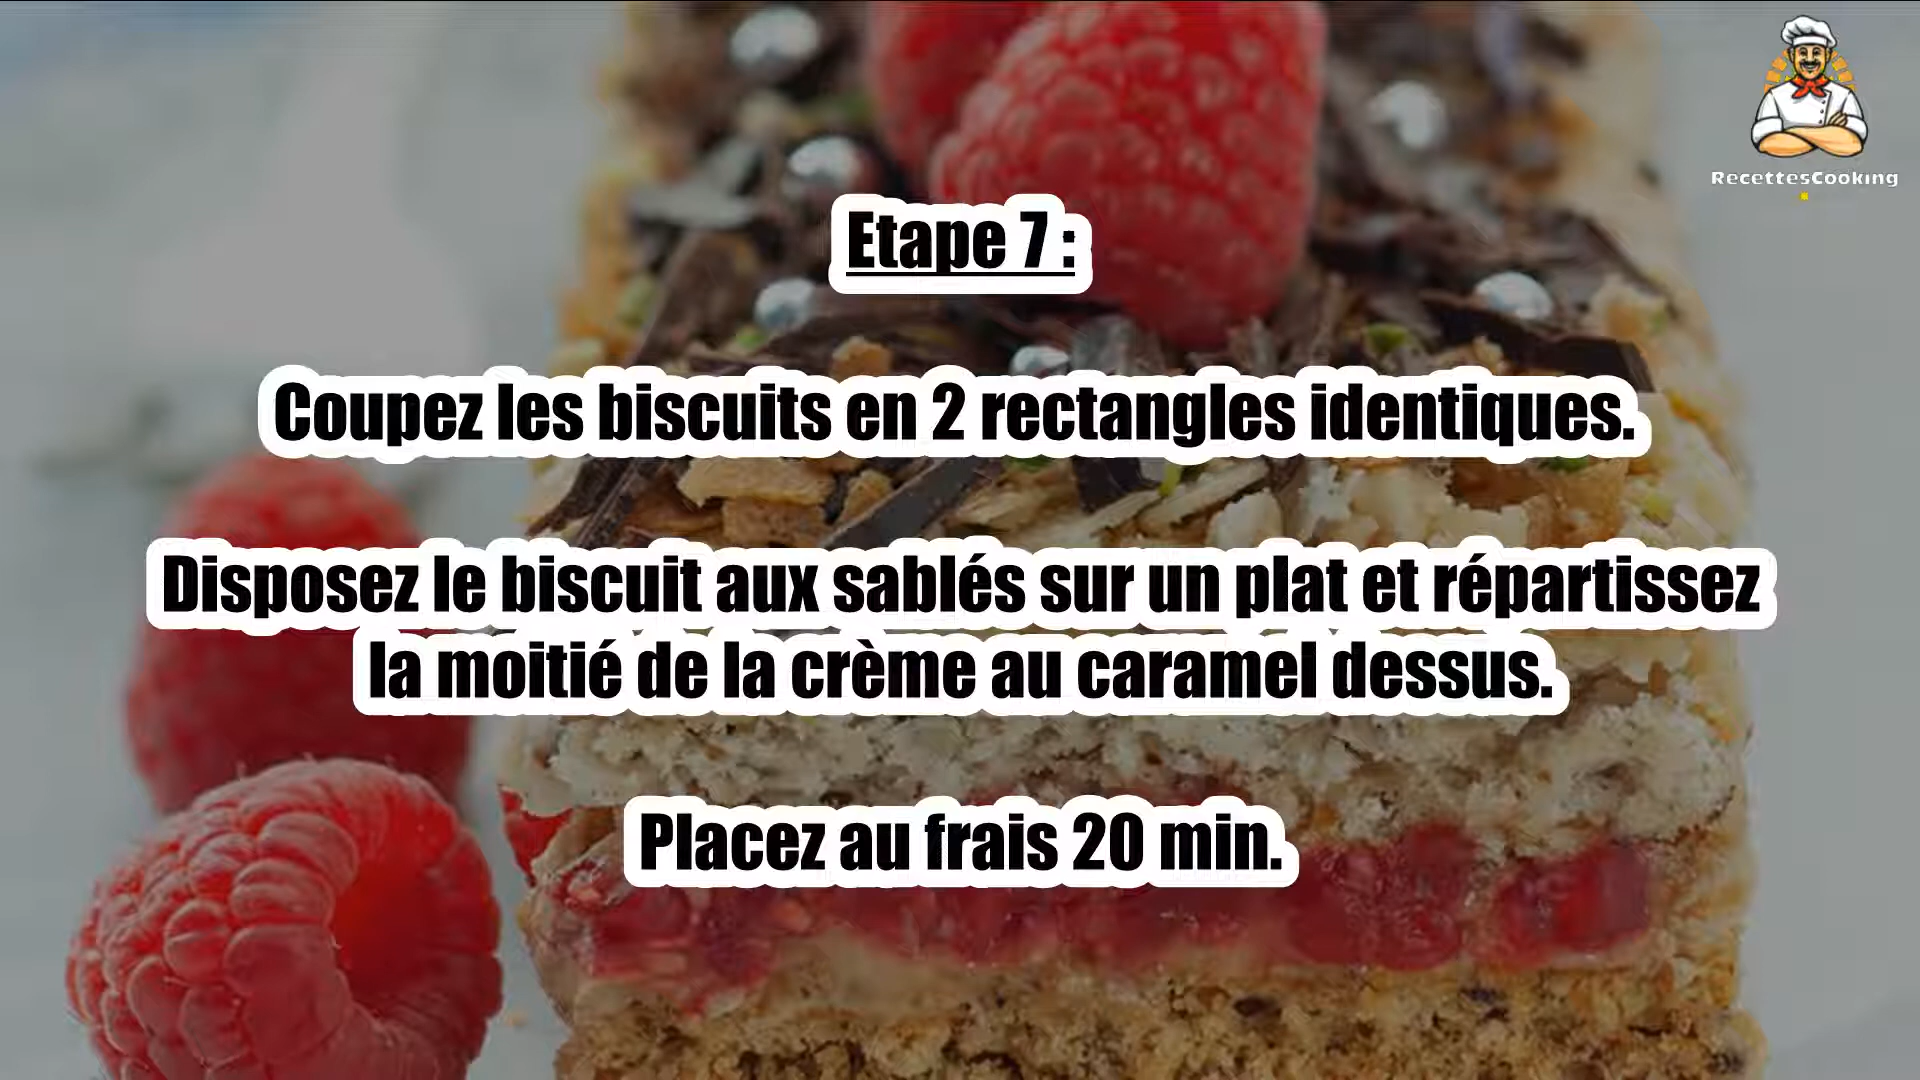 RecettesCooking
Etape 7 :
Coupez les biscuits en 2 rectangles identiques.
Disposez le biscuit aux sablés sur un plat et répartissez
la moitié de la crème au caramel dessus.
Placez au frais 20 min.